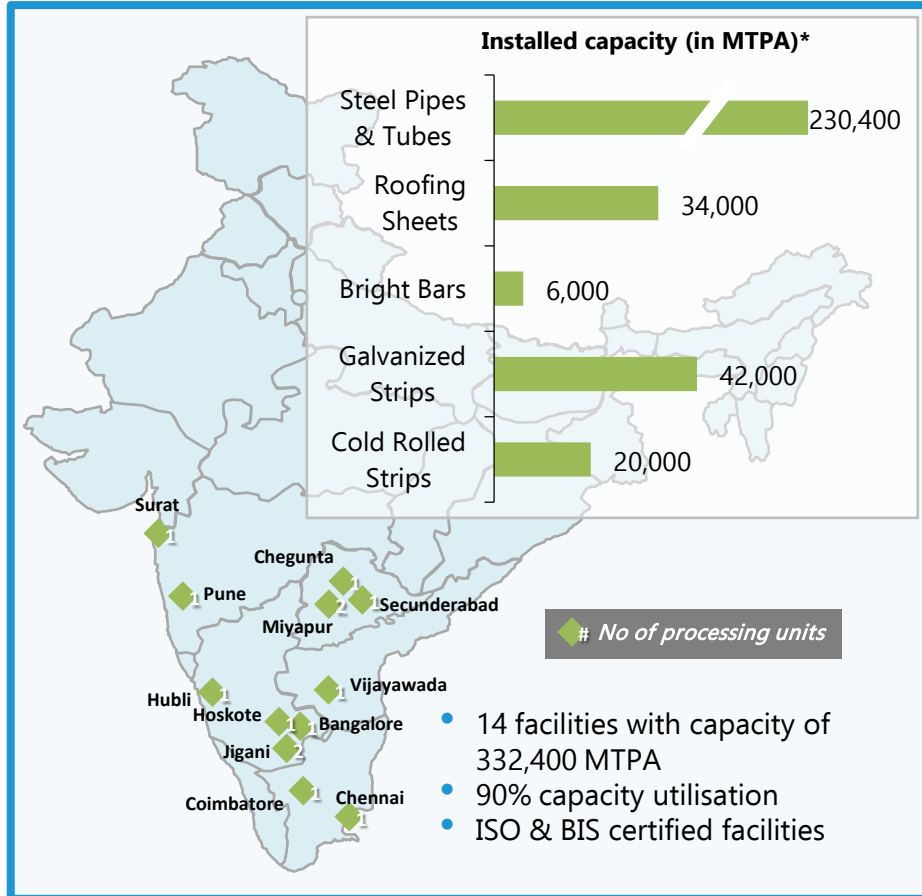 Installed capacity (in MTPA)*
Steel Pipes
& Tubes
230,400
Roofing
Sheets
34,000
Bright Bars
6,000
Galvanized
Strips
42,000
Cold Rolled
Strips
20,000
Surat
1
Chegunta
1
Pune
1
Secunderabad
1
Miyapur
2
# No of processing units
Vijayawada
1
Hubli
1
Hoskote
1
Bangalore
1
Jigani
2
Coimbatore
1
Chennai
1
• 14 facilities with capacity of
332,400 MTPA
• 90% capacity utilisation
• ISO & BIS certified facilities